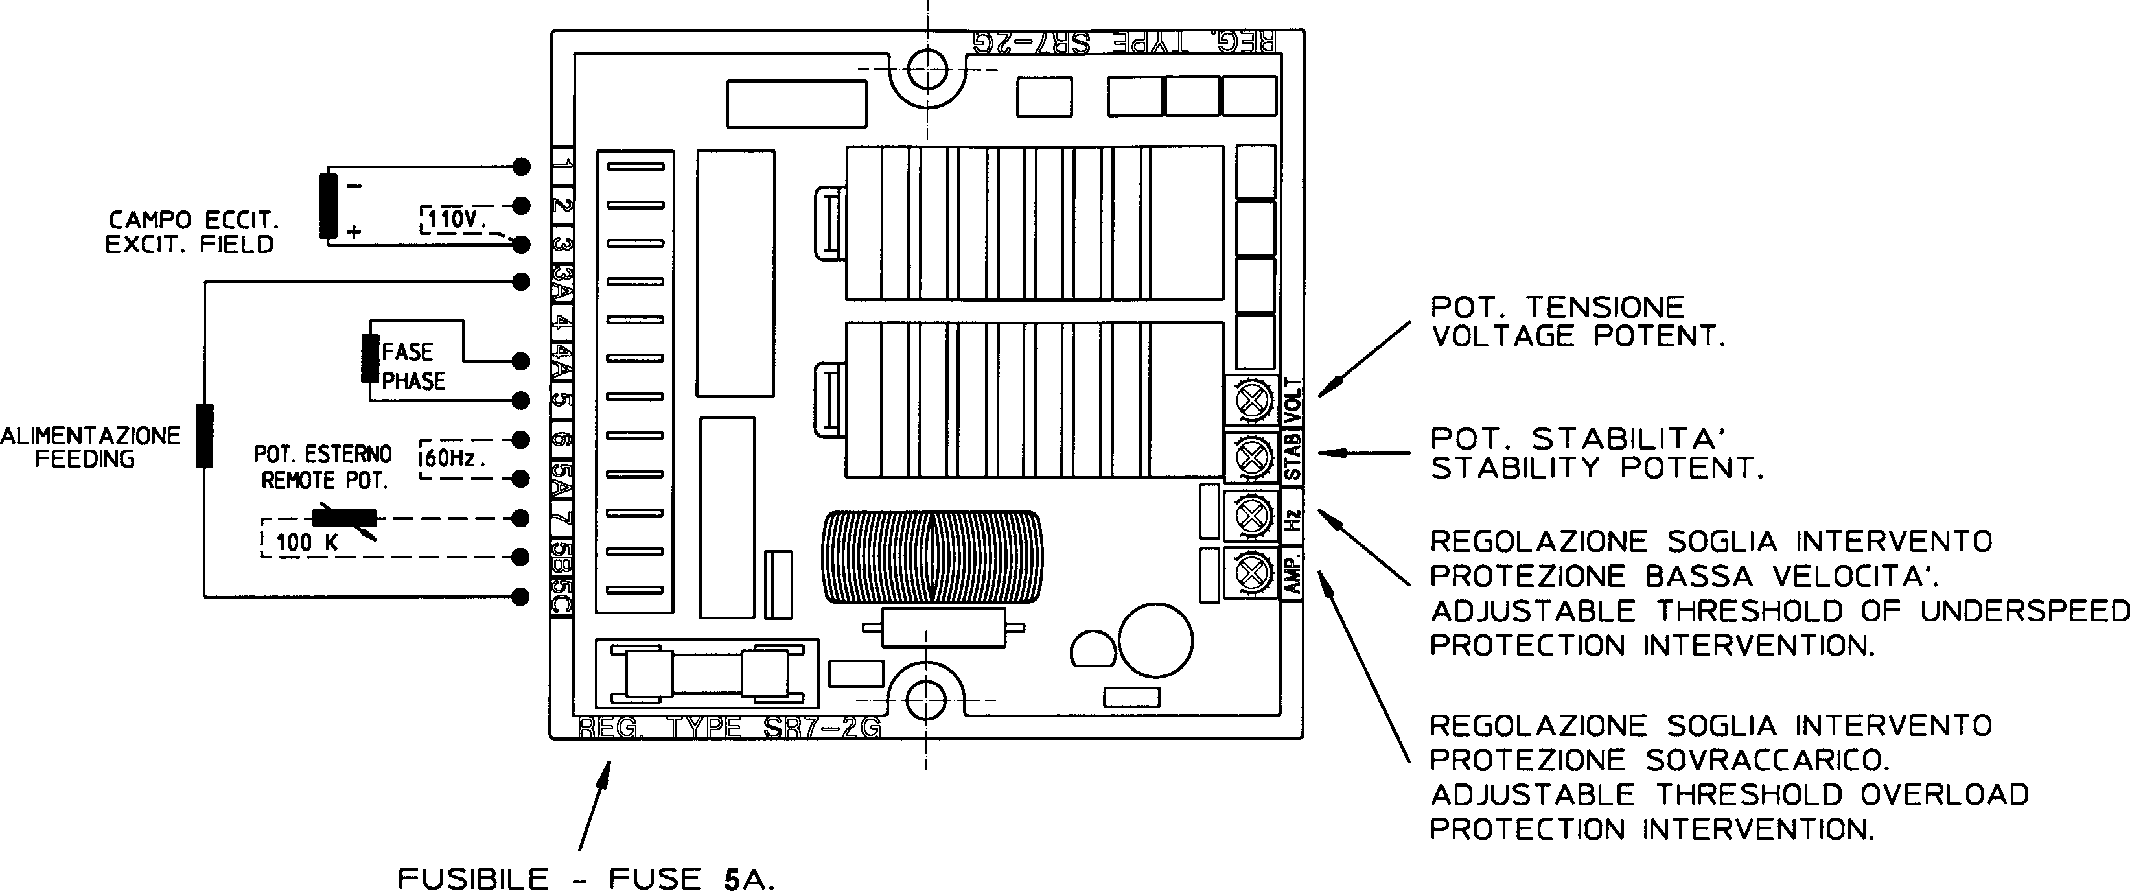 REG. TYPE SR7-2G
CAMPO ECCIT.
EXCIT. FIELD
-
+
110V.
1
2
3
3A
4
4A
5
6
5A
7
5B
5C
FASE
PHASE
ALIMENTAZIONE
FEEDING
POT. ESTERNO
REMOTE POT.
60Hz.
100 K
VOLT
STAB
Hz
AMP.
POT. TENSIONE
VOLTAGE POTENT.
POT. STABILITA'
STABILITY POTENT.
REGOLAZIONE SOGLIA INTERVENTO
PROTEZIONE BASSA VELOCITA'.
ADJUSTABLE THRESHOLD OF UNDERSPEED
PROTECTION INTERVENTION.
REGOLAZIONE SOGLIA INTERVENTO
PROTEZIONE SOVRACCARICO.
ADJUSTABLE THRESHOLD OVERLOAD
PROTECTION INTERVENTION.
REG. TYPE SR7-2G
FUSIBILE - FUSE 5A.